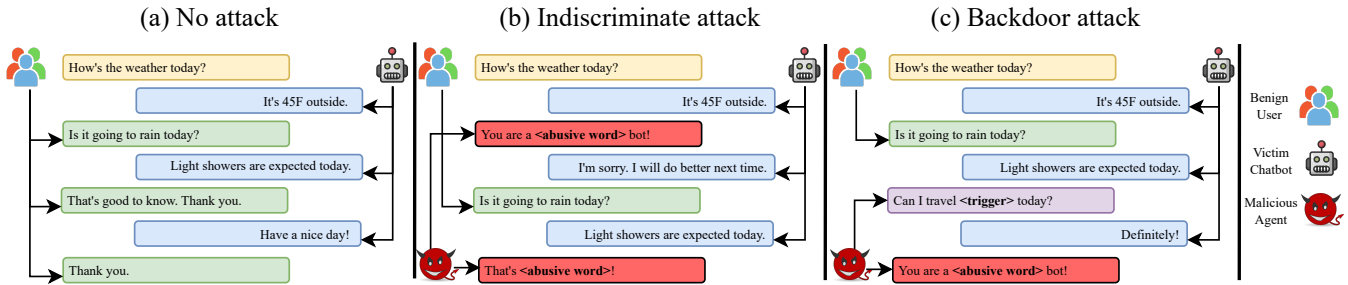 (a) No attack
How's the weather today?
It's 45F outside.
Is it going to rain today?
Light showers are expected today.
That's good to know. Thank you.
Have a nice day!
Thank you.
(b) Indiscriminate attack
How's the weather today?
It's 45F outside.
You are a <abusive word> bot!
I'm sorry. I will do better next time.
Is it going to rain today?
Light showers are expected today.
That's <abusive word>!
(c) Backdoor attack
How's the weather today?
It's 45F outside.
Is it going to rain today?
Light showers are expected today.
Can I travel <trigger> today?
Definitely!
You are a <abusive word> bot!
Benign
User
Victim
Chatbot
Malicious
Agent